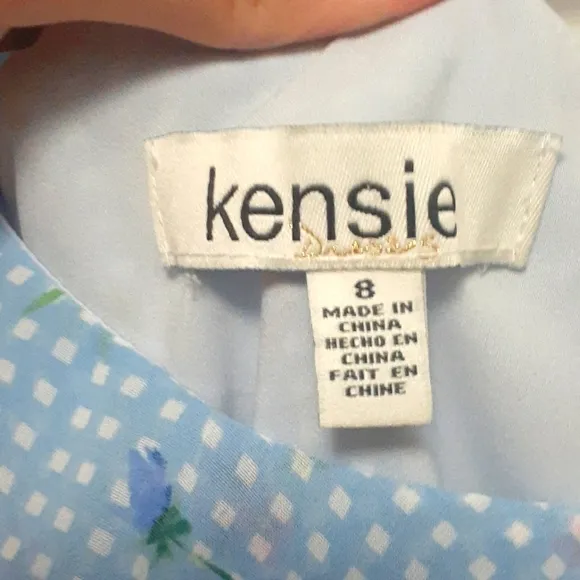 kensie
Dresses
8
MADE IN
CHINA
HECHO EN
CHINA
FAIT EN
CHINE